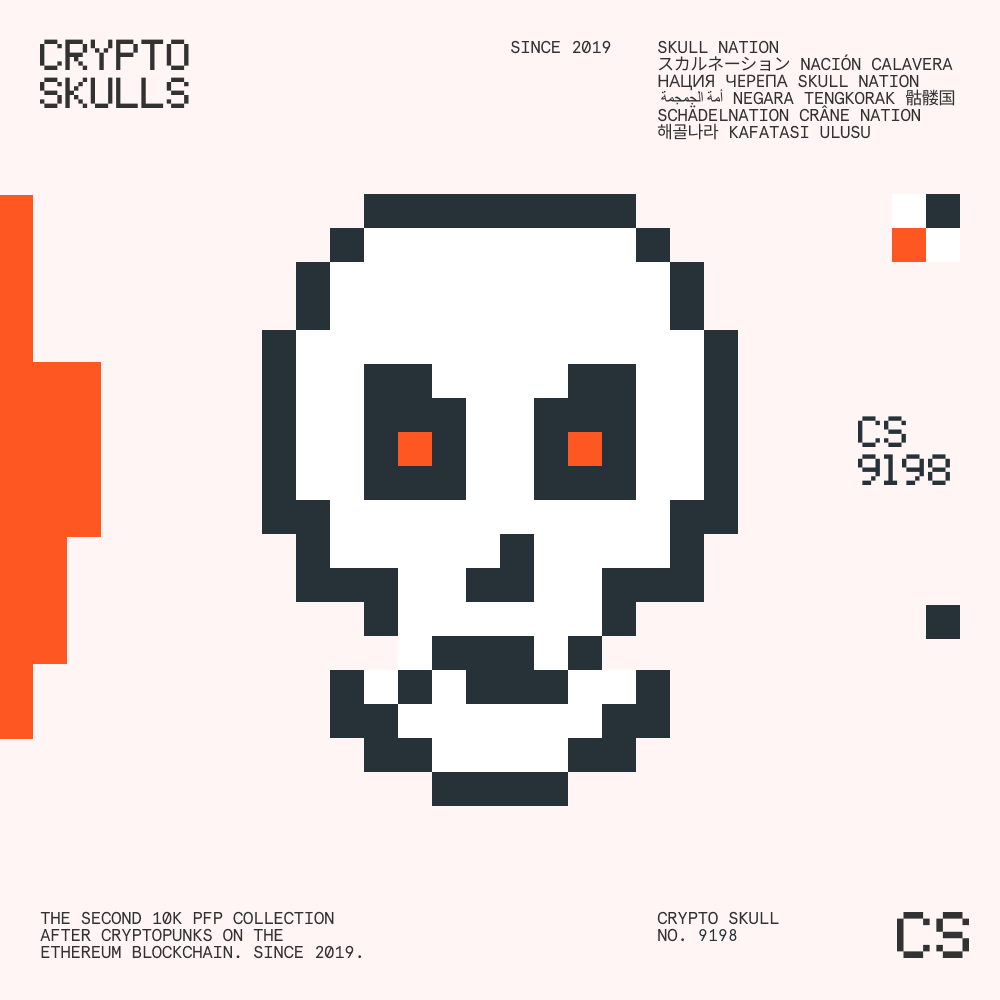 CRYPTO
SKULLS
SINCE 2019
SKULL NATION
スカルネーション NACIÓN CALAVERA
НАЦИЯ ЧЕРЕПА SKULL NATION
أمة الجمجمة NEGARA TENGKORAK 骷髅国
SCHÄDELNATION CRÂNE NATION
해골나라 KAFATASI ULUSU
CS
9198
THE SECOND 10K PFP COLLECTION
AFTER CRYPTOPUNKS ON THE
ETHEREUM BLOCKCHAIN. SINCE 2019.
CRYPTO SKULL
NO. 9198
CS